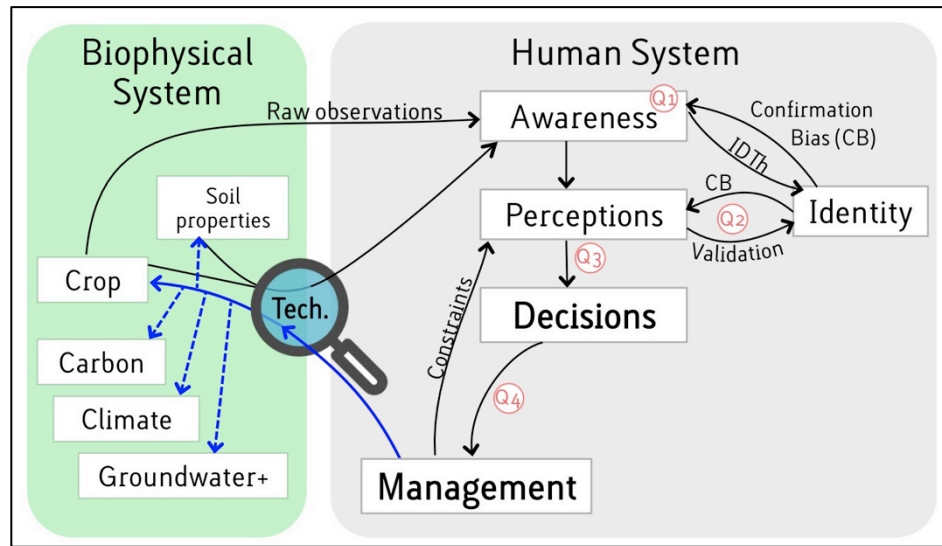 Biophysical
System
Human System
Raw observations
Awareness
Q1
Confirmation
Bias (CB)
IDTh
Soil
properties
CB
Perceptions
Q2
Identity
Validation
Crop
Q3
Tech.
Decisions
Constraints
Carbon
Q4
Climate
Groundwater+
Management